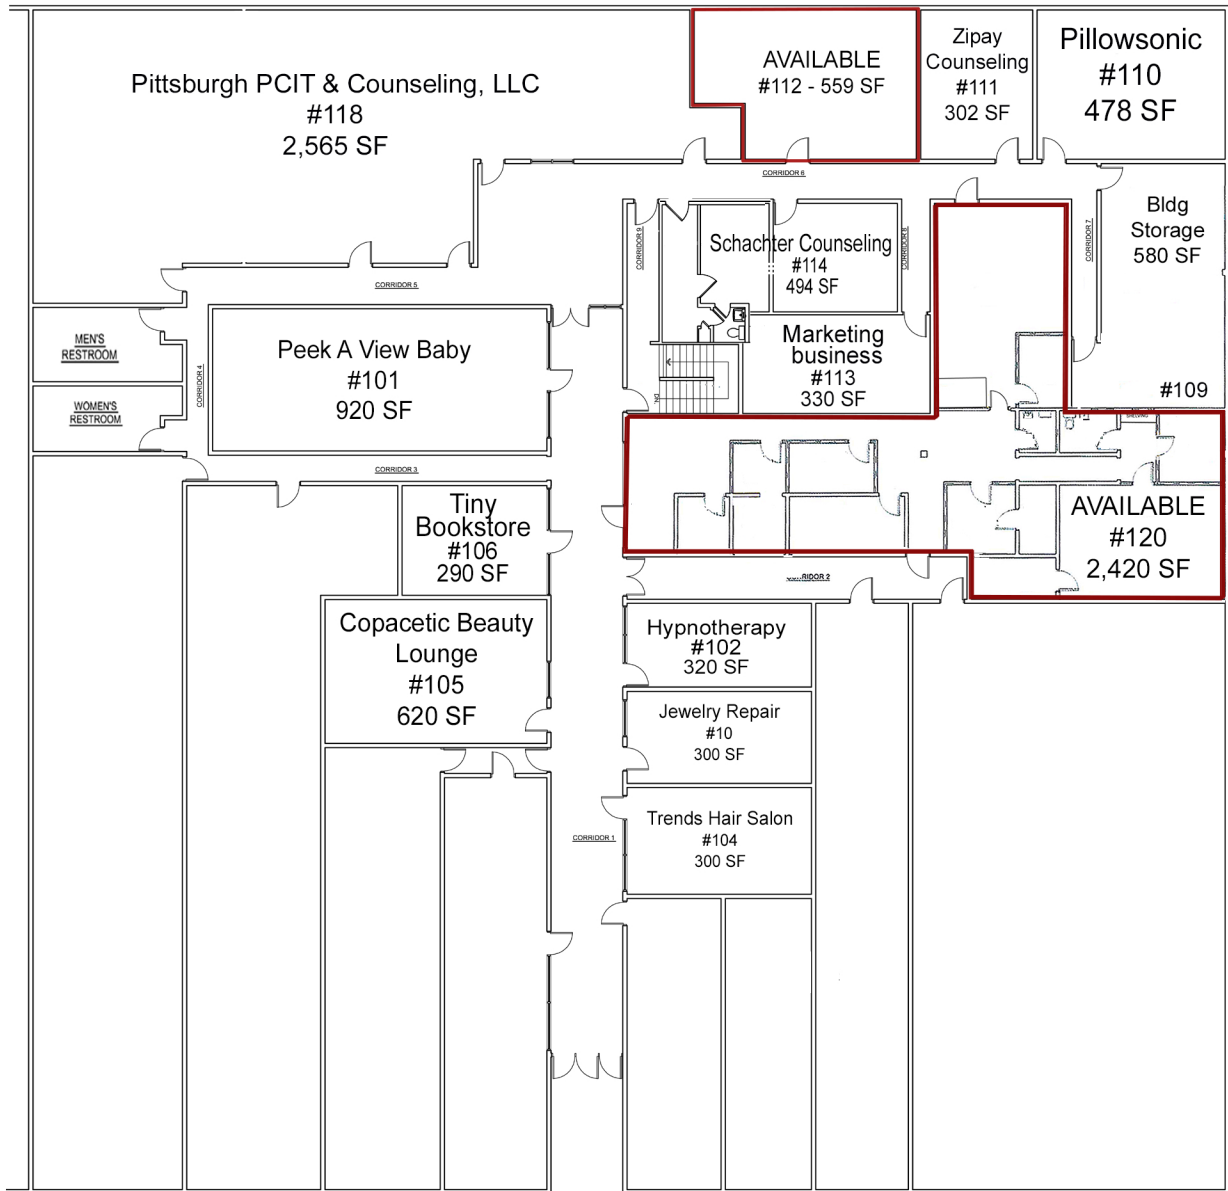 Pittsburgh PCIT & Counseling, LLC
#118
2,565 SF
AVAILABLE
#112 - 559 SF
Zipay
Counseling
#111
302 SF
Pillowsonic
#110
478 SF
CORRIDOR 6
Bldg
Storage
580 SF
#109
CORRIDOR 7
CORRIDOR 9
Schachter Counseling
#114
494 SF
CORRIDOR 8
CORRIDOR 5
MEN'S
RESTROOM
WOMEN'S
RESTROOM
CORRIDOR 4
Peek A View Baby
#101
920 SF
Marketing
business
#113
330 SF
DN.
SHELVING
CORRIDOR 3
Tiny
Bookstore
#106
290 SF
AVAILABLE
#120
2,420 SF
RIDOR 2
Copacetic Beauty
Lounge
#105
620 SF
Hypnotherapy
#102
320 SF
Jewelry Repair
#10
300 SF
Trends Hair Salon
#104
300 SF
CORRIDOR 1